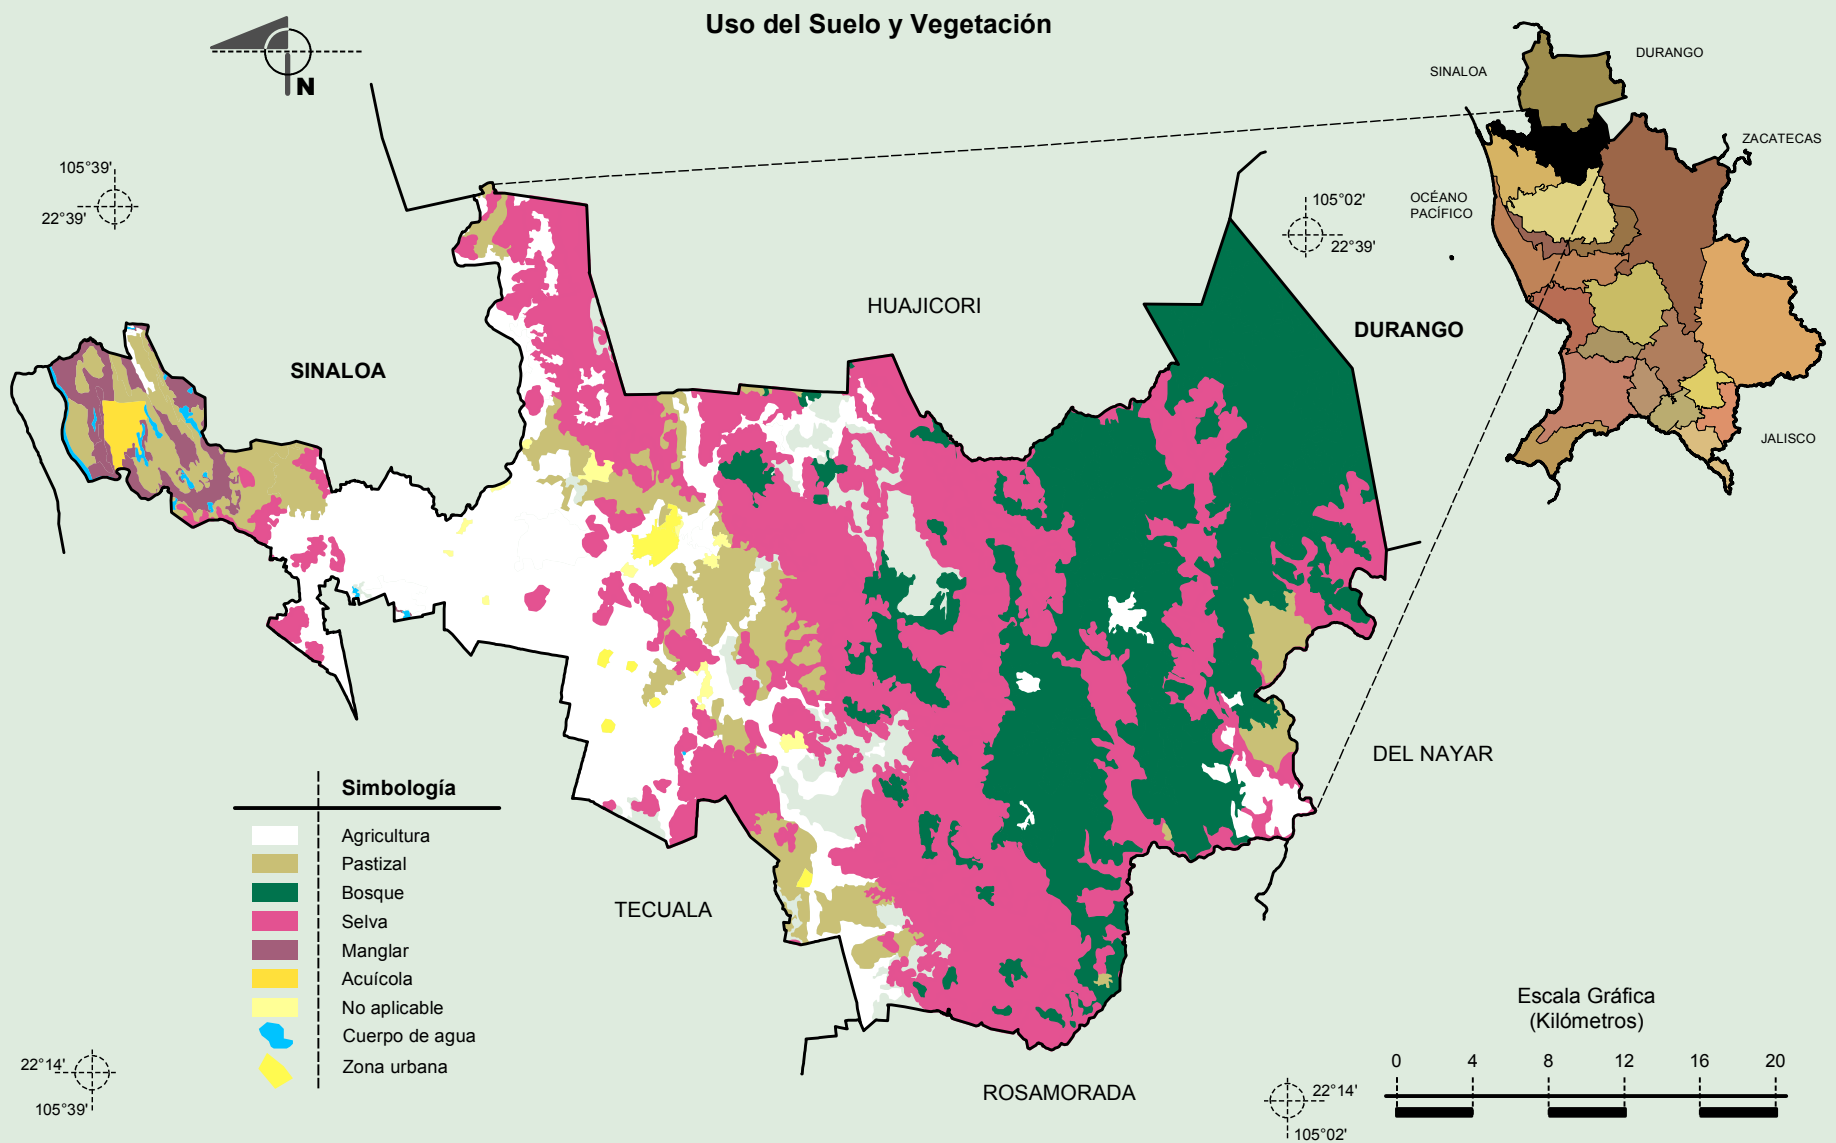 Uso del Suelo y Vegetación
N
105°39'
22°39'
105°02'
22°39'
SINALOA
DURANGO
ZACATECAS
OCÉANO
PACÍFICO
JALISCO
HUAJICORI
DURANGO
SINALOA
DEL NAYAR
TECUALA
ROSAMORADA
Simbología
Agricultura
Pastizal
Bosque
Selva
Manglar
Acuícola
No aplicable
Cuerpo de agua
Zona urbana
22°14'
105°39'
22°14'
105°02'
Escala Gráfica
(Kilómetros)
0 4 8 12 16 20